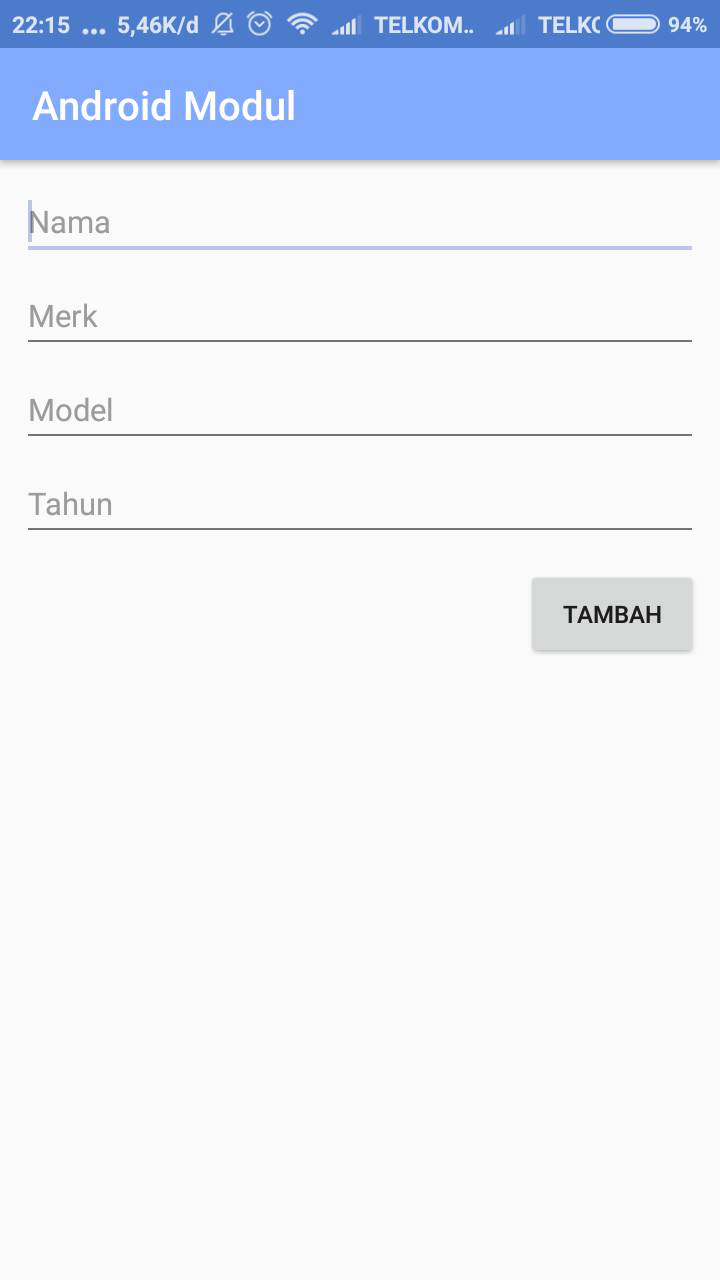 22:15 ... 5,46K/d TELKOM.. TELKO 94%
Android Modul
Nama
Merk
Model
Tahun
TAMBAH